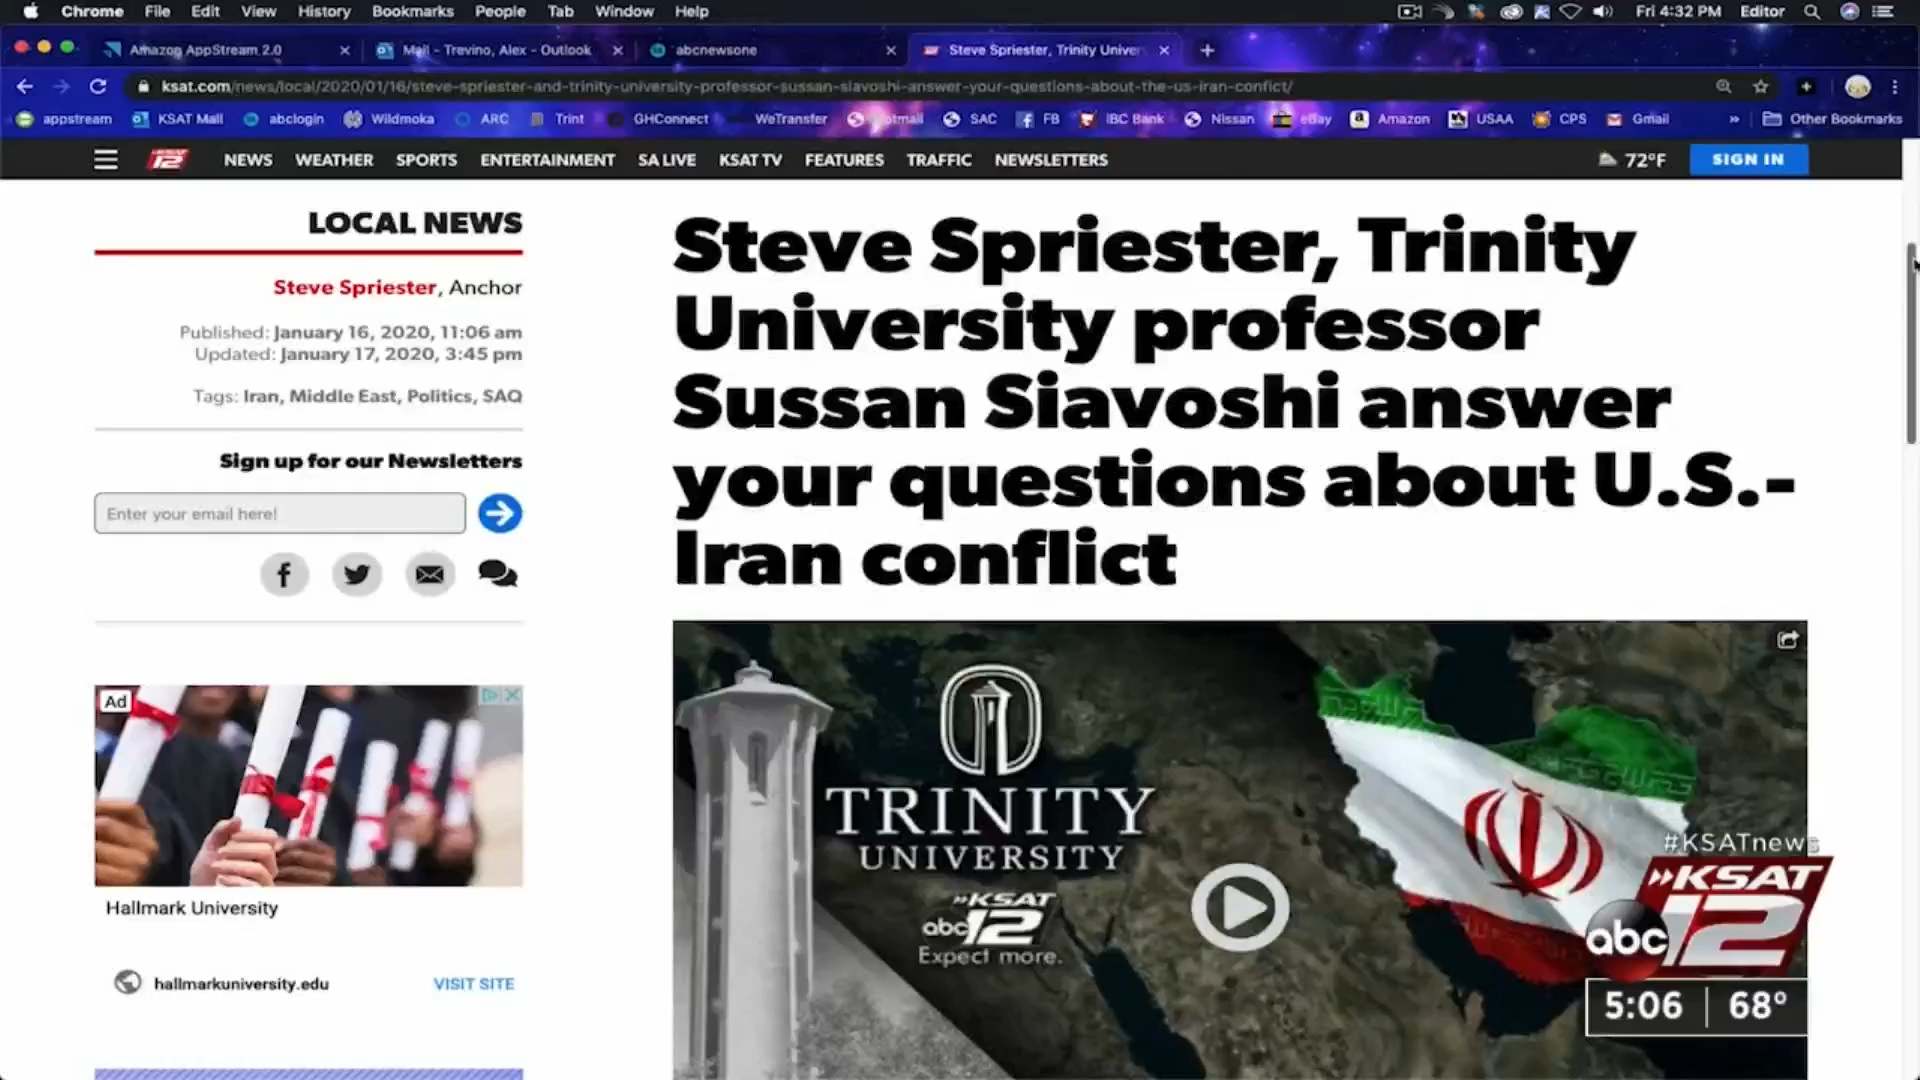 Chrome File Edit View History Bookmarks People Tab Window Help Fri 4:32 PM Editor
Amazon AppStream 2.0 Mail - Trevino, Alex - Outlook abcnewsone Steve Spriester, Trinity Univer
ksat.com/news/local/2020/01/16/steve-spriester-and-trinity-university-professor-sussan-siavoshi-answer-your-questions-about-the-us-iran-confict/
appstream KSAT Mail abclogin Wildmoka ARC Trint GHConnect WeTransfer Hotmail SAC FB IBC Bank Nissan eBay Amazon USAA CPS Gmail » Other Bookmarks
KSAT 12 NEWS WEATHER SPORTS ENTERTAINMENT SA LIVE KSAT TV FEATURES TRAFFIC NEWSLETTERS 72°F SIGN IN
LOCAL NEWS
Steve Spriester, Anchor
Published: January 16, 2020, 11:06 am
Updated: January 17, 2020, 3:45 pm
Tags: Iran, Middle East, Politics, SAQ
Sign up for our Newsletters
Enter your email here!
Ad
Hallmark University
hallmarkuniversity.edu VISIT SITE
Steve Spriester, Trinity
University professor
Sussan Siavoshi answer
your questions about U.S.-
Iran conflict
TRINITY
UNIVERSITY
KSAT
abc 12
Expect more.
#KSATnews
KSAT
abc 12
5:06 68°